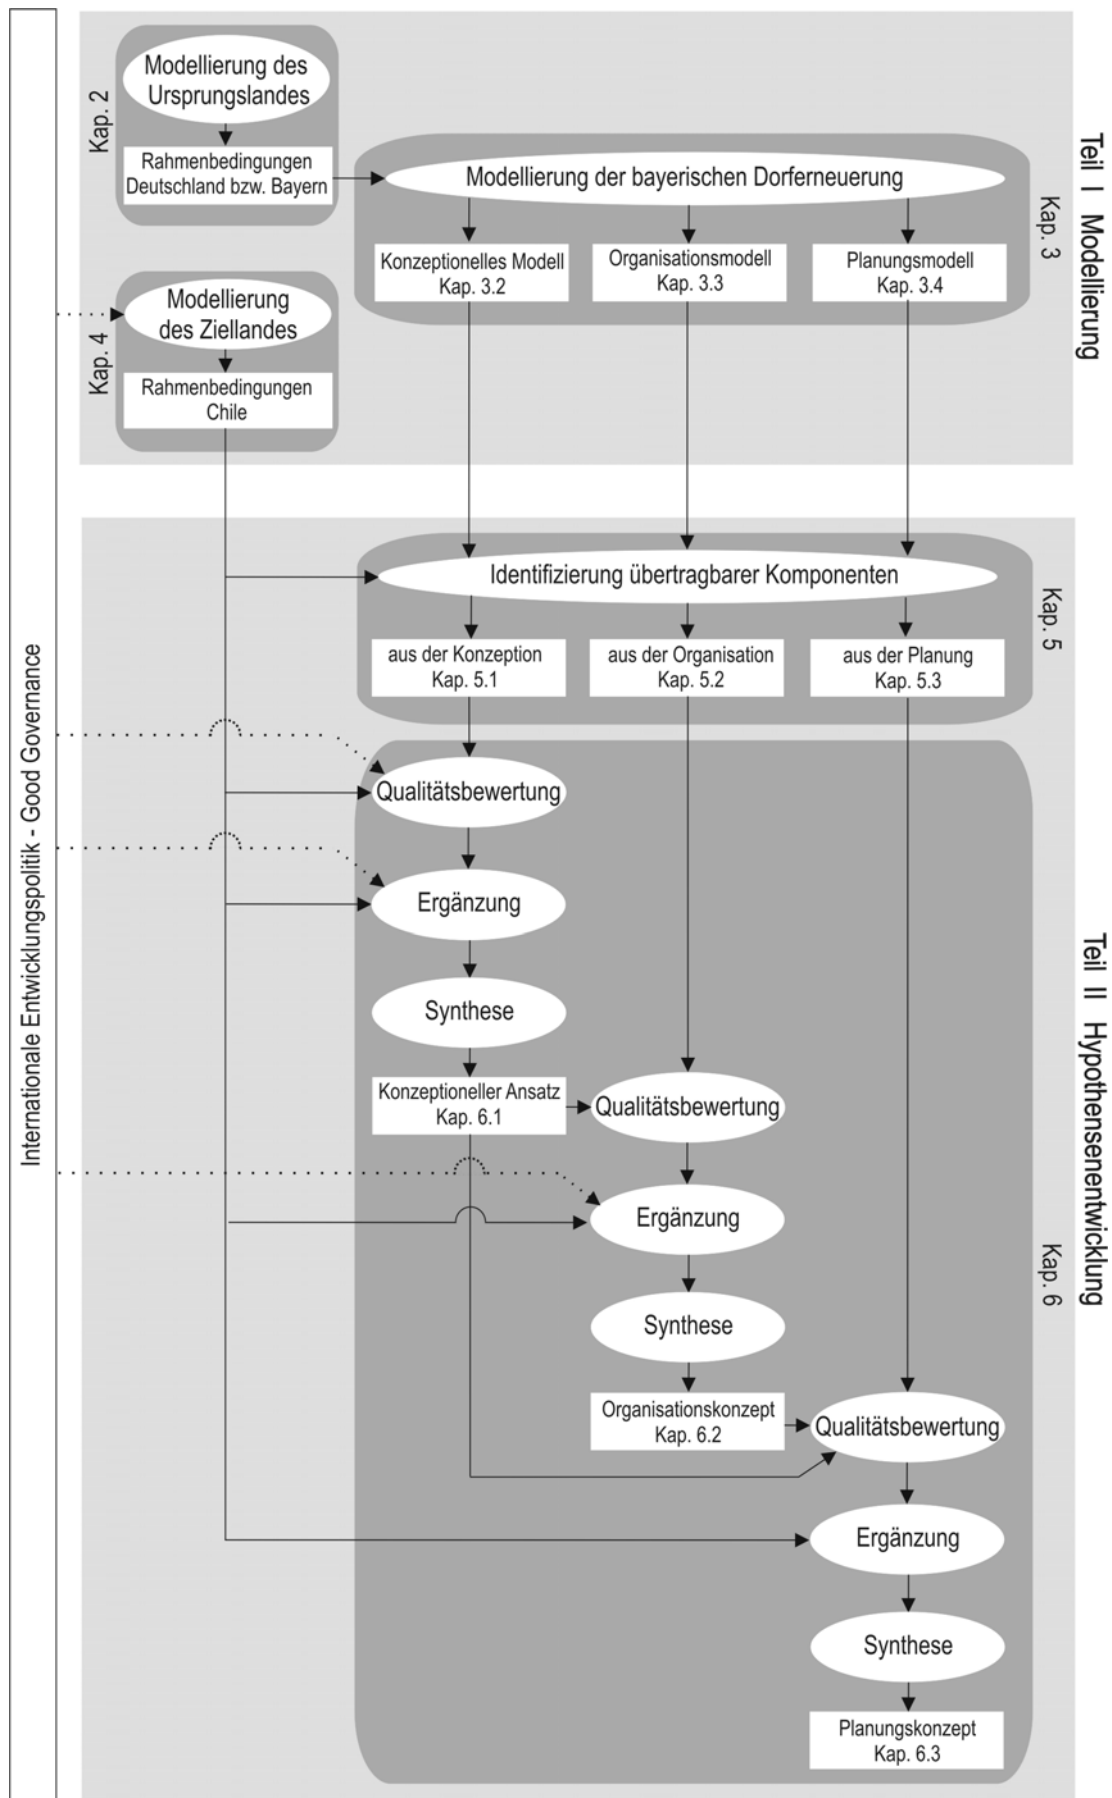 Internationale Entwicklungspolitik - Good Governance
Teil I Modellierung
Kap. 2
Modellierung des
Ursprungslandes
Rahmenbedingungen
Deutschland bzw. Bayern
Kap. 3
Modellierung der bayerischen Dorferneuerung
Konzeptionelles Modell
Kap. 3.2
Organisationsmodell
Kap. 3.3
Planungsmodell
Kap. 3.4
Kap. 4
Modellierung
des Ziellandes
Rahmenbedingungen
Chile
Teil II Hypothensenentwicklung
Kap. 5
Identifizierung übertragbarer Komponenten
aus der Konzeption
Kap. 5.1
aus der Organisation
Kap. 5.2
aus der Planung
Kap. 5.3
Kap. 6
Qualitätsbewertung
Ergänzung
Synthese
Konzeptioneller Ansatz
Kap. 6.1
Qualitätsbewertung
Ergänzung
Synthese
Organisationskonzept
Kap. 6.2
Qualitätsbewertung
Ergänzung
Synthese
Planungskonzept
Kap. 6.3